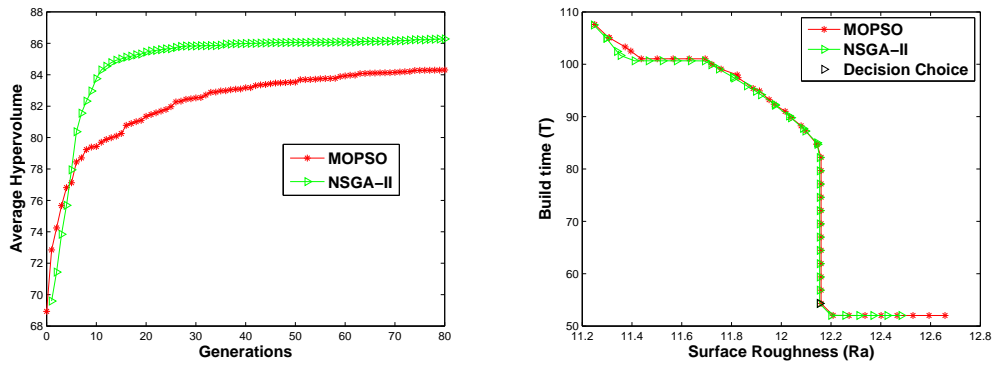 88
86
84
82
80
78
76
74
72
70
68
0 10 20 30 40 50 60 70 80
Average Hypervolume
Generations
MOPSO
NSGA−II
110
100
90
80
70
60
50
11.2 11.4 11.6 11.8 12 12.2 12.4 12.6 12.8
Build time (T)
Surface Roughness (Ra)
MOPSO
NSGA−II
Decision Choice